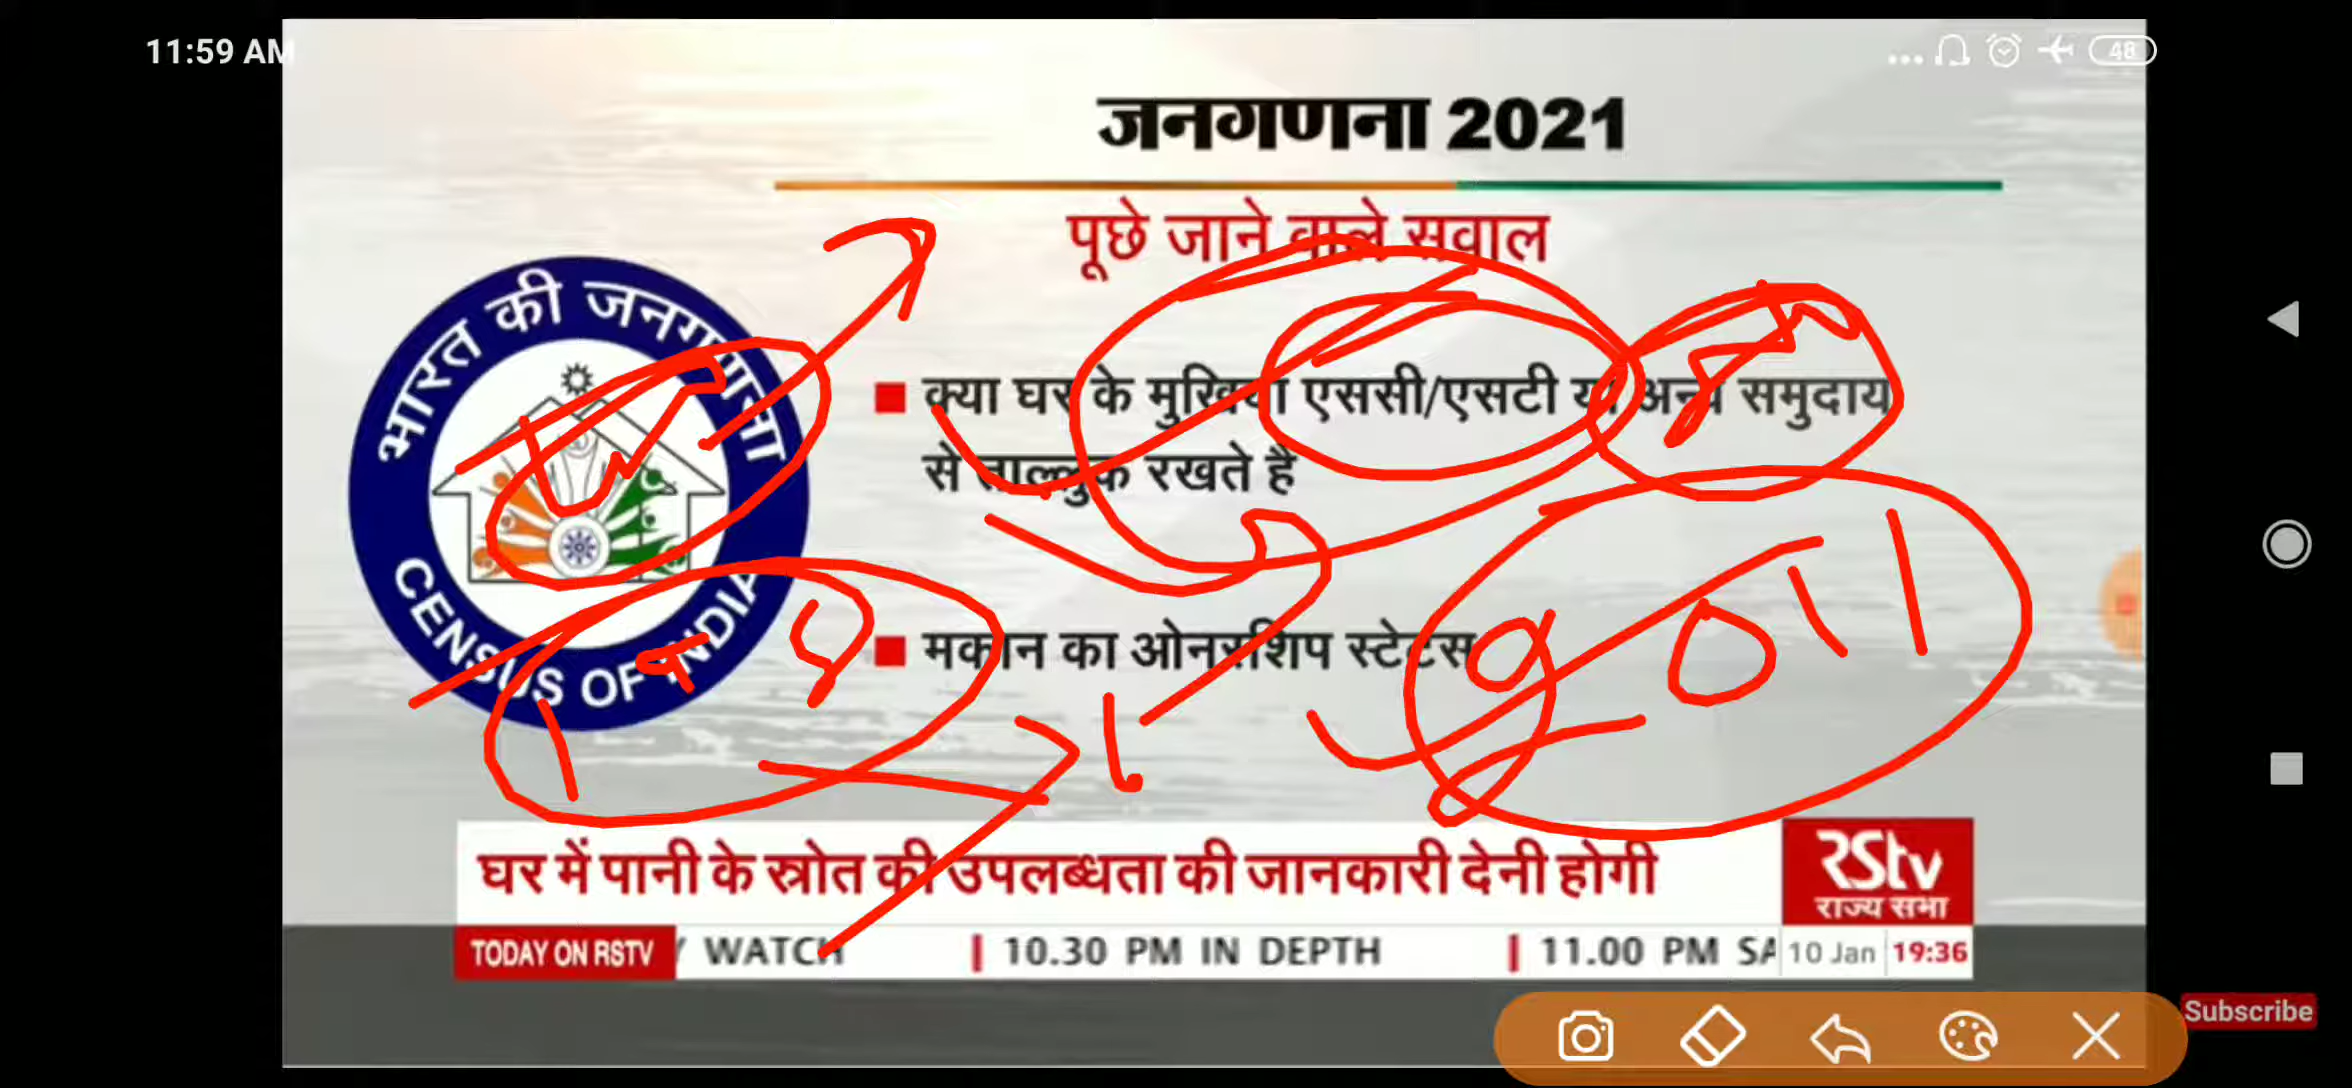 11:59 AM
48
जनगणना 2021
पूछे जाने वाले सवाल
भारत की जनगणना
CENSUS OF INDIA
क्या घर के मुखिया एससी/एसटी या अन्य समुदाय
से ताल्लुक रखते हैं
मकान का ओनरशिप स्टेटस
घर में पानी के स्रोत की उपलब्धता की जानकारी देनी होगी
RStv
राज्य सभा
TODAY ON RSTV
WATCH | 10.30 PM IN DEPTH | 11.00 PM SA
10 Jan 19:36
Subscribe